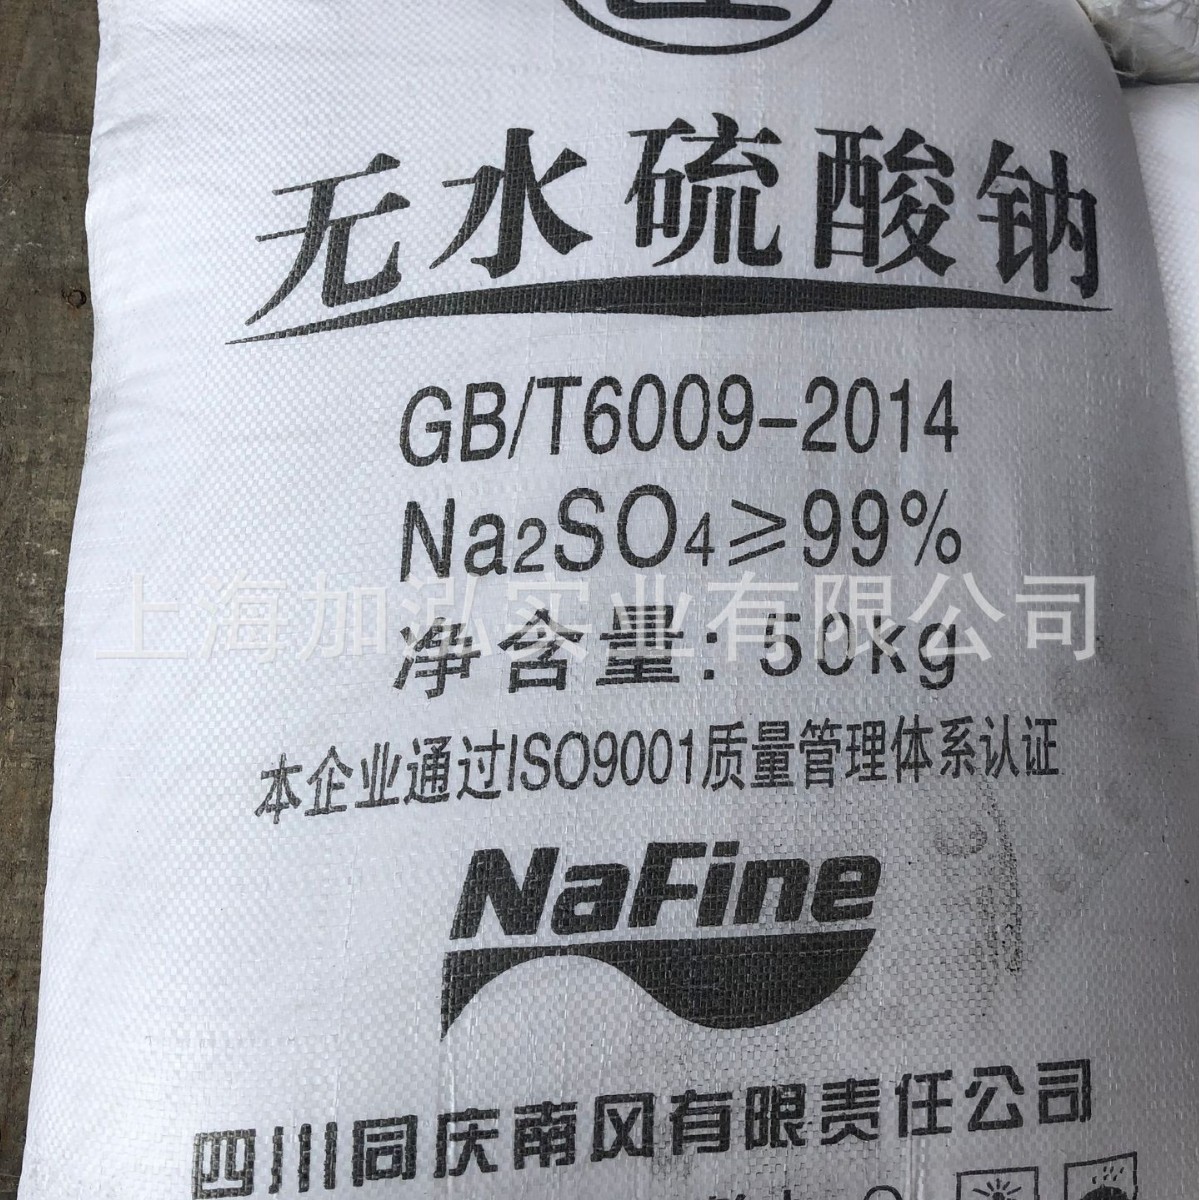 无水硫酸钠
GB/T6009-2014
Na2SO4≥99%
上海加泓实业有限公司
净含量:50kg
本企业通过ISO9001质量管理体系认证
NaFine
四川同庆南风有限责任公司